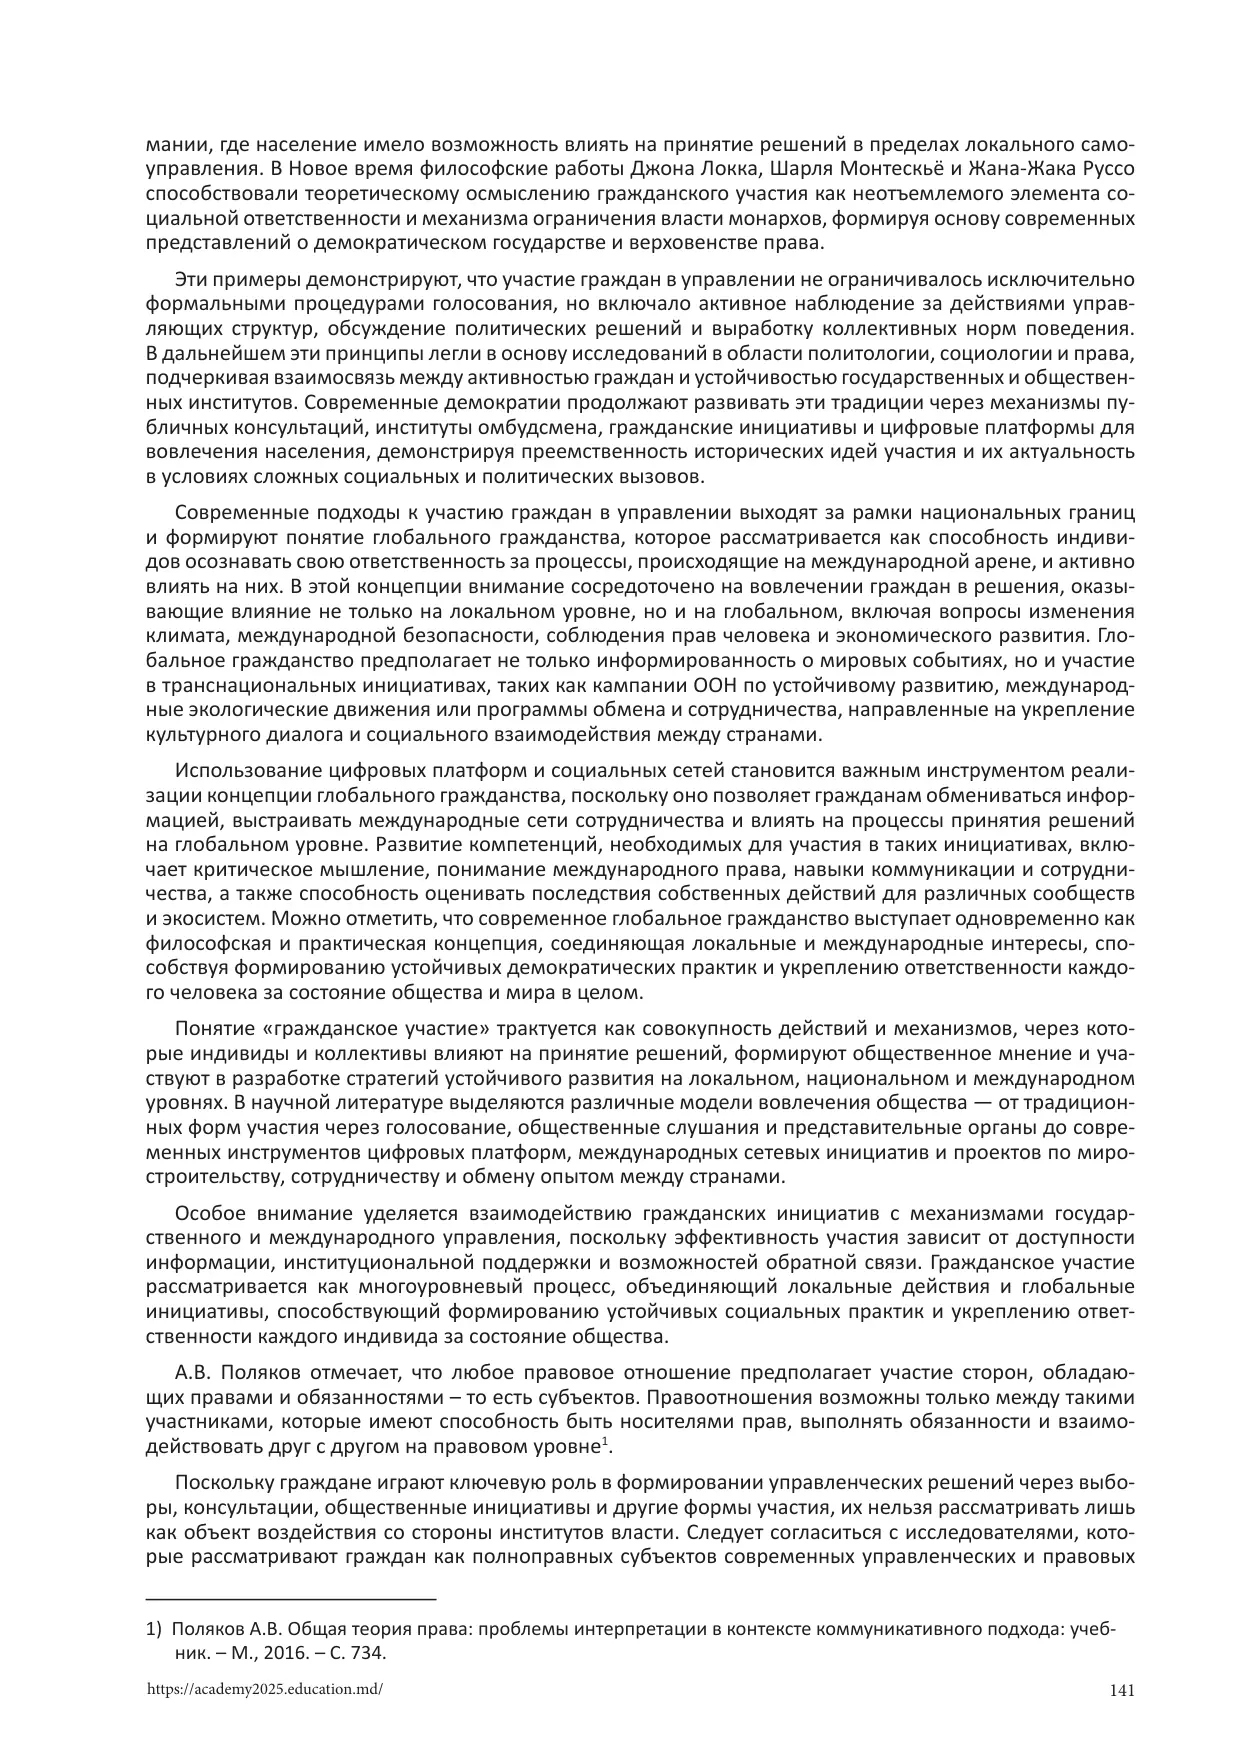 мании, где население имело возможность влиять на принятие решений в пределах локального само-
управления. В Новое время философские работы Джона Локка, Шарля Монтескьё и Жана-Жака Руссо
способствовали теоретическому осмыслению гражданского участия как неотъемлемого элемента со-
циальной ответственности и механизма ограничения власти монархов, формируя основу современных
представлений о демократическом государстве и верховенстве права.
Эти примеры демонстрируют, что участие граждан в управлении не ограничивалось исключительно
формальными процедурами голосования, но включало активное наблюдение за действиями управ-
ляющих структур, обсуждение политических решений и выработку коллективных норм поведения.
В дальнейшем эти принципы легли в основу исследований в области политологии, социологии и права,
подчеркивая взаимосвязь между активностью граждан и устойчивостью государственных и обществен-
ных институтов. Современные демократии продолжают развивать эти традиции через механизмы пу-
бличных консультаций, институты омбудсмена, гражданские инициативы и цифровые платформы для
вовлечения населения, демонстрируя преемственность исторических идей участия и их актуальность
в условиях сложных социальных и политических вызовов.
Современные подходы к участию граждан в управлении выходят за рамки национальных границ
и формируют понятие глобального гражданства, которое рассматривается как способность индиви-
дов осознавать свою ответственность за процессы, происходящие на международной арене, и активно
влиять на них. В этой концепции внимание сосредоточено на вовлечении граждан в решения, оказы-
вающие влияние не только на локальном уровне, но и на глобальном, включая вопросы изменения
климата, международной безопасности, соблюдения прав человека и экономического развития. Гло-
бальное гражданство предполагает не только информированность о мировых событиях, но и участие
в транснациональных инициативах, таких как кампании ООН по устойчивому развитию, международ-
ные экологические движения или программы обмена и сотрудничества, направленные на укрепление
культурного диалога и социального взаимодействия между странами.
Использование цифровых платформ и социальных сетей становится важным инструментом реали-
зации концепции глобального гражданства, поскольку оно позволяет гражданам обмениваться инфор-
мацией, выстраивать международные сети сотрудничества и влиять на процессы принятия решений
на глобальном уровне. Развитие компетенций, необходимых для участия в таких инициативах, вклю-
чает критическое мышление, понимание международного права, навыки коммуникации и сотрудни-
чества, а также способность оценивать последствия собственных действий для различных сообществ
и экосистем. Можно отметить, что современное глобальное гражданство выступает одновременно как
философская и практическая концепция, соединяющая локальные и международные интересы, спо-
собствуя формированию устойчивых демократических практик и укреплению ответственности каждо-
го человека за состояние общества и мира в целом.
Понятие «гражданское участие» трактуется как совокупность действий и механизмов, через кото-
рые индивиды и коллективы влияют на принятие решений, формируют общественное мнение и уча-
ствуют в разработке стратегий устойчивого развития на локальном, национальном и международном
уровнях. В научной литературе выделяются различные модели вовлечения общества — от традицион-
ных форм участия через голосование, общественные слушания и представительные органы до совре-
менных инструментов цифровых платформ, международных сетевых инициатив и проектов по миро-
строительству, сотрудничеству и обмену опытом между странами.
Особое внимание уделяется взаимодействию гражданских инициатив с механизмами государ-
ственного и международного управления, поскольку эффективность участия зависит от доступности
информации, институциональной поддержки и возможностей обратной связи. Гражданское участие
рассматривается как многоуровневый процесс, объединяющий локальные действия и глобальные
инициативы, способствующий формированию устойчивых социальных практик и укреплению ответ-
ственности каждого индивида за состояние общества.
А.В. Поляков отмечает, что любое правовое отношение предполагает участие сторон, обладаю-
щих правами и обязанностями – то есть субъектов. Правоотношения возможны только между такими
участниками, которые имеют способность быть носителями прав, выполнять обязанности и взаимо-
действовать друг с другом на правовом уровне1.
Поскольку граждане играют ключевую роль в формировании управленческих решений через выбо-
ры, консультации, общественные инициативы и другие формы участия, их нельзя рассматривать лишь
как объект воздействия со стороны институтов власти. Следует согласиться с исследователями, кото-
рые рассматривают граждан как полноправных субъектов современных управленческих и правовых
1) Поляков А.В. Общая теория права: проблемы интерпретации в контексте коммуникативного подхода: учеб-
ник. – М., 2016. – С. 734.
https://academy2025.education.md/
141